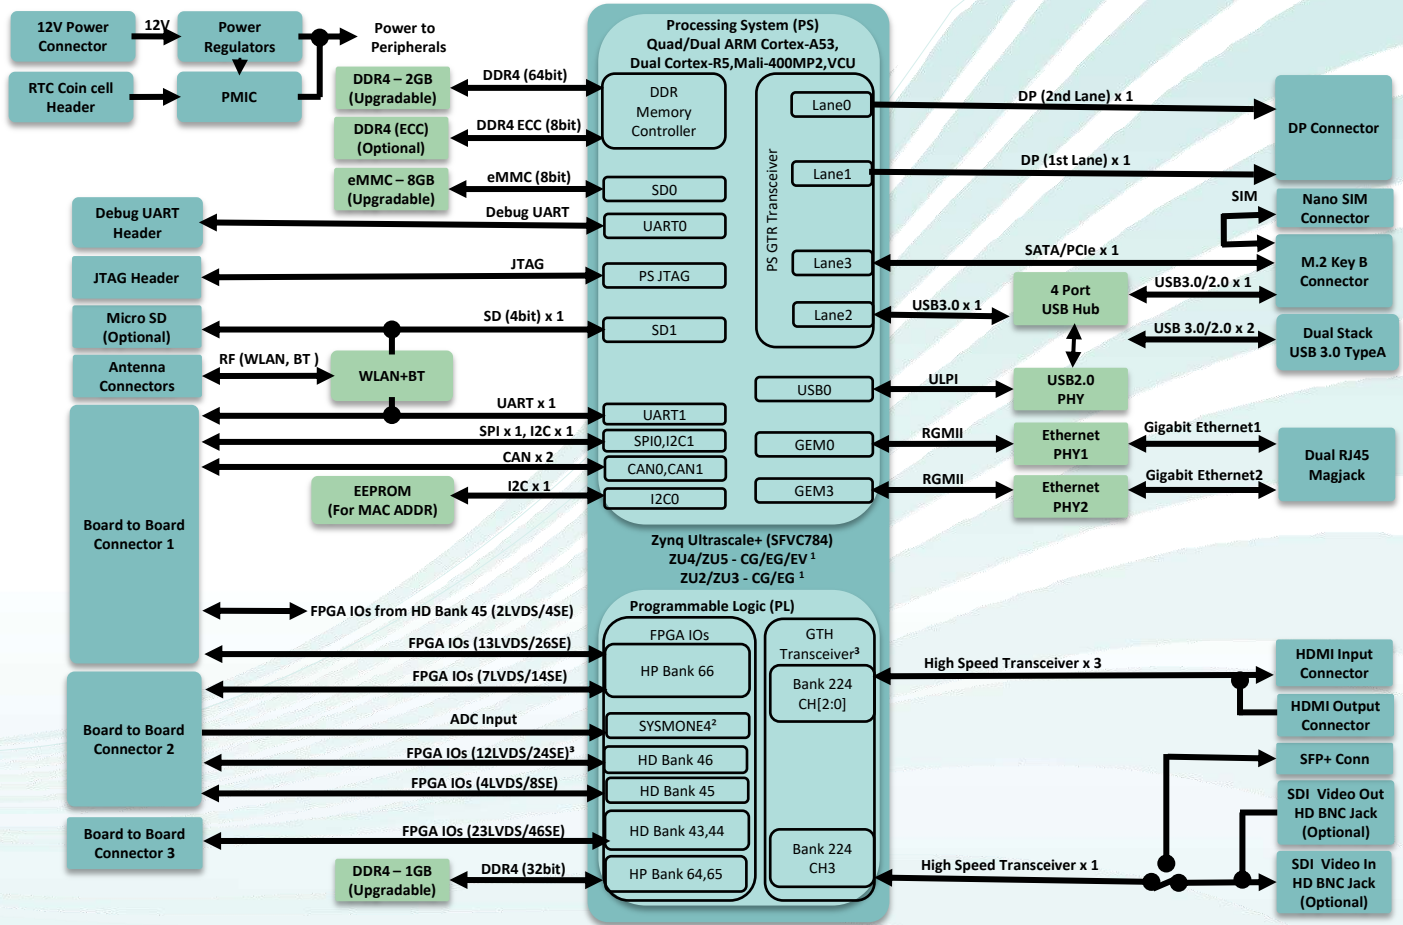 12V Power
Connector
12V
Power
Regulators
Power to
Peripherals
RTC Coin cell
Header
PMIC
DDR4 – 2GB
(Upgradable)
DDR4 (64bit)
DDR4 (ECC)
(Optional)
DDR4 ECC (8bit)
eMMC – 8GB
(Upgradable)
eMMC (8bit)
Debug UART
Header
Debug UART
JTAG Header
JTAG
Micro SD
(Optional)
SD (4bit) x 1
Antenna
Connectors
RF (WLAN, BT )
WLAN+BT
UART x 1
SPI x 1, I2C x 1
CAN x 2
EEPROM
(For MAC ADDR)
I2C x 1
Board to Board
Connector 1
FPGA IOs from HD Bank 45 (2LVDS/4SE)
FPGA IOs (13LVDS/26SE)
FPGA IOs (7LVDS/14SE)
Board to Board
Connector 2
ADC Input
FPGA IOs (12LVDS/24SE)³
FPGA IOs (4LVDS/8SE)
Board to Board
Connector 3
FPGA IOs (23LVDS/46SE)
DDR4 – 1GB
(Upgradable)
DDR4 (32bit)
Processing System (PS)
Quad/Dual ARM Cortex-A53,
Dual Cortex-R5,Mali-400MP2,VCU
DDR
Memory
Controller
SD0
UART0
PS JTAG
SD1
UART1
SPI0,I2C1
CAN0,CAN1
I2C0
PS GTR Transceiver
Lane0
Lane1
Lane3
Lane2
USB0
GEM0
GEM3
Zynq Ultrascale+ (SFVC784)
ZU4/ZU5 - CG/EG/EV ¹
ZU2/ZU3 - CG/EG ¹
Programmable Logic (PL)
FPGA IOs
HP Bank 66
SYSMONE4²
HD Bank 46
HD Bank 45
HD Bank 43,44
HP Bank 64,65
GTH
Transceiver³
Bank 224
CH[2:0]
Bank 224
CH3
DP (2nd Lane) x 1
DP (1st Lane) x 1
DP Connector
SIM
Nano SIM
Connector
SATA/PCIe x 1
M.2 Key B
Connector
USB3.0 x 1
4 Port
USB Hub
USB3.0/2.0 x 1
USB 3.0/2.0 x 2
Dual Stack
USB 3.0 TypeA
ULPI
USB2.0
PHY
RGMII
Ethernet
PHY1
Gigabit Ethernet1
Dual RJ45
Magjack
RGMII
Ethernet
PHY2
Gigabit Ethernet2
High Speed Transceiver x 3
HDMI Input
Connector
HDMI Output
Connector
SFP+ Conn
SDI Video Out
HD BNC Jack
(Optional)
High Speed Transceiver x 1
SDI Video In
HD BNC Jack
(Optional)